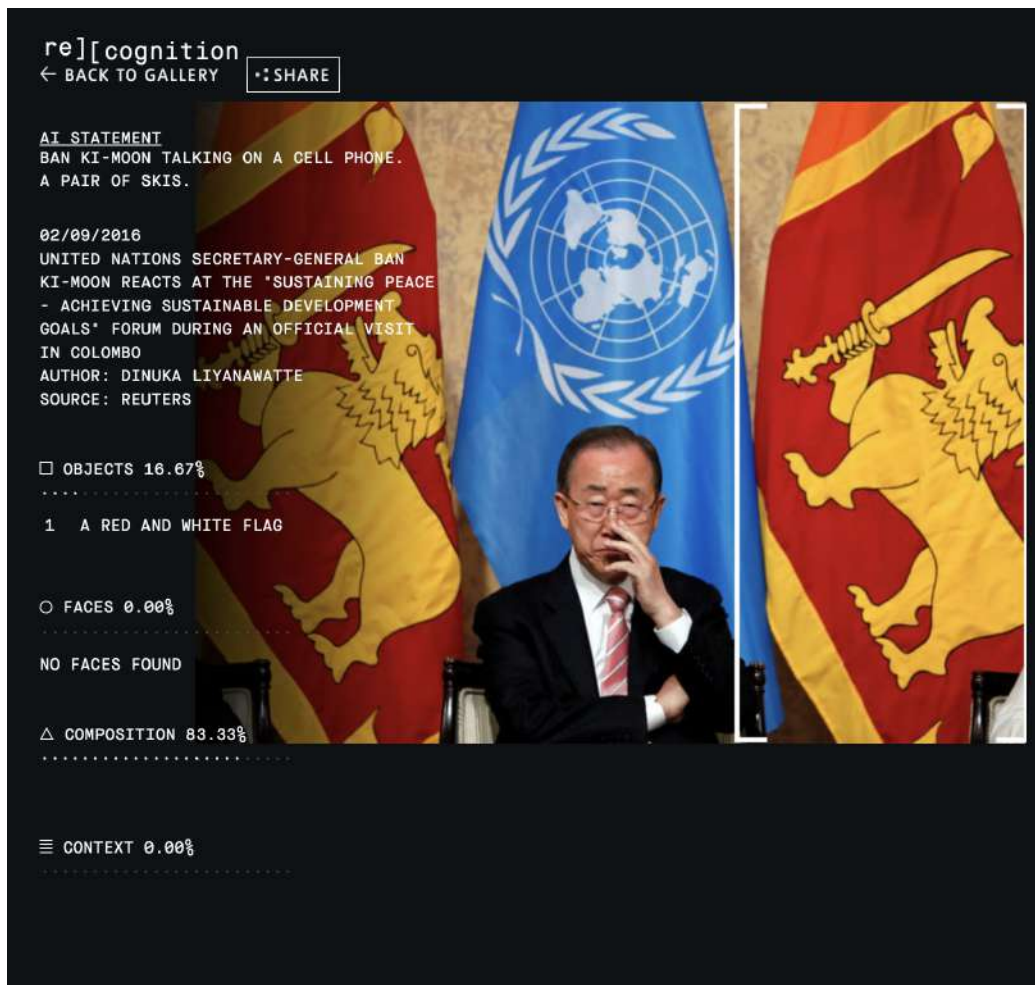 re][cognition
← BACK TO GALLERY
SHARE
AI STATEMENT
BAN KI-MOON TALKING ON A CELL PHONE.
A PAIR OF SKIS.
02/09/2016
UNITED NATIONS SECRETARY-GENERAL BAN
KI-MOON REACTS AT THE "SUSTAINING PEACE
- ACHIEVING SUSTAINABLE DEVELOPMENT
GOALS" FORUM DURING AN OFFICIAL VISIT
IN COLOMBO
AUTHOR: DINUKA LIYANAWATTE
SOURCE: REUTERS
OBJECTS 16.67%
1 A RED AND WHITE FLAG
FACES 0.00%
NO FACES FOUND
COMPOSITION 83.33%
CONTEXT 0.00%